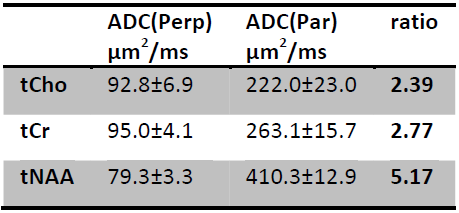 ADC(Perp) ADC(Par) ratio
µm²/ms µm²/ms
tCho 92.8±6.9 222.0±23.0 2.39
tCr 95.0±4.1 263.1±15.7 2.77
tNAA 79.3±3.3 410.3±12.9 5.17